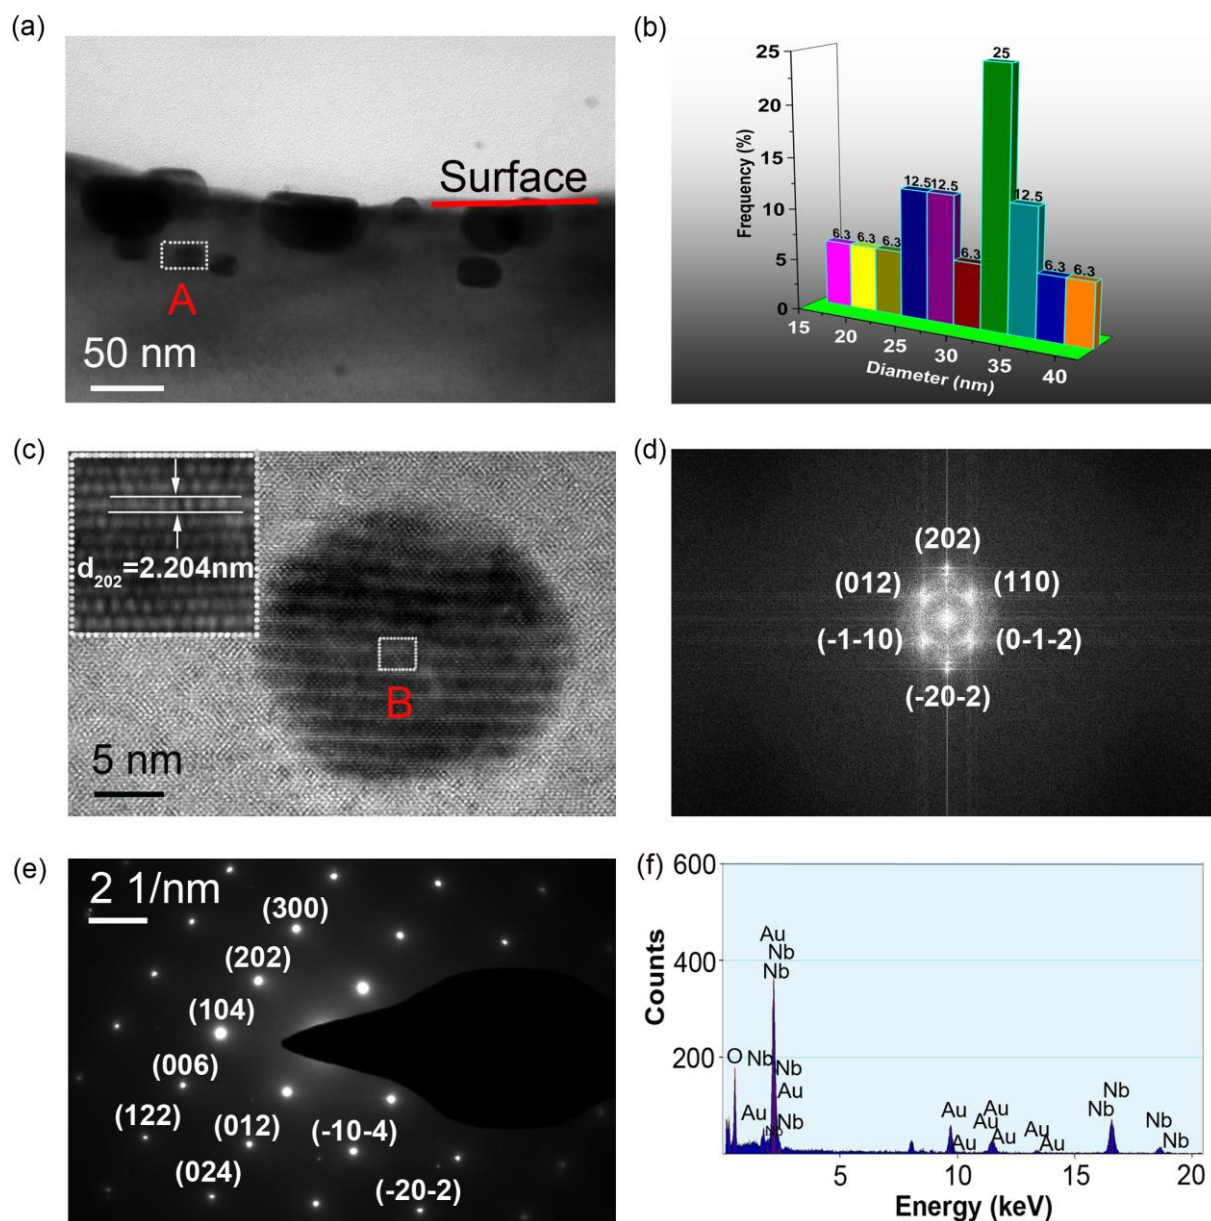 (a)
Surface
A
50 nm
(b)
25
20
15
10
5
0
Frequency (%)
6.3
6.3
6.3
12.5
12.5
6.3
25
12.5
6.3
6.3
15
20
25
30
35
40
Diameter (nm)
(c)
d202=2.204nm
B
5 nm
(d)
(202)
(012)
(110)
(-1-10)
(0-1-2)
(-20-2)
(e)
2 1/nm
(300)
(202)
(104)
(006)
(122)
(012)
(-10-4)
(024)
(-20-2)
(f)
600
400
200
Counts
Au
Nb
Nb
O
Nb
Nb
Au
Au
Nb
Nb
Au
Au
Au
Au
Au
Au
Au
Nb
Nb
Nb
Nb
5
10
15
20
Energy (keV)